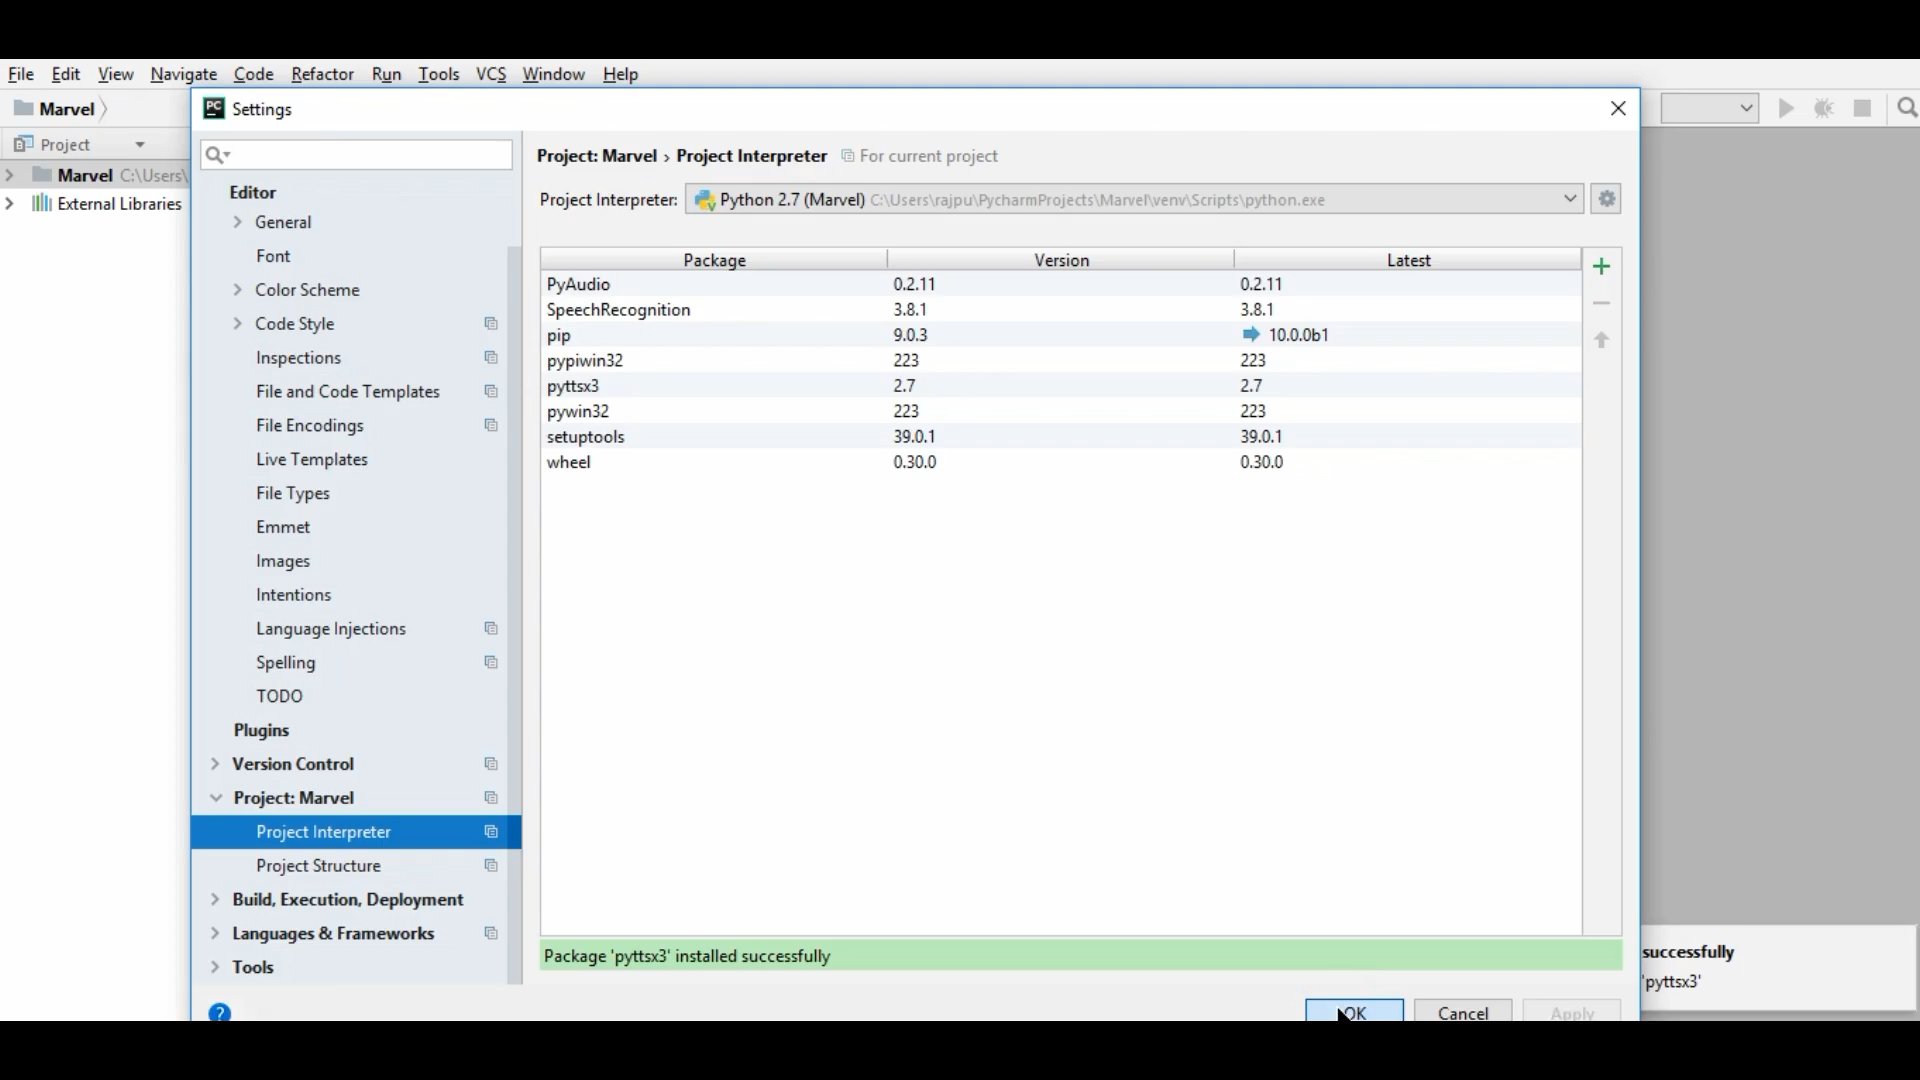 File Edit View Navigate Code Refactor Run Tools VCS Window Help
Marvel
PC Settings
Project
Marvel C:\Users\
External Libraries
Editor
General
Font
Color Scheme
Code Style
Inspections
File and Code Templates
File Encodings
Live Templates
File Types
Emmet
Images
Intentions
Language Injections
Spelling
TODO
Plugins
Version Control
Project: Marvel
Project Interpreter
Project Structure
Build, Execution, Deployment
Languages & Frameworks
Tools
?
Project: Marvel › Project Interpreter For current project
Project Interpreter: Python 2.7 (Marvel) C:\Users\rajpu\PycharmProjects\Marvel\venv\Scripts\python.exe
Package Version Latest
PyAudio 0.2.11 0.2.11
SpeechRecognition 3.8.1 3.8.1
pip 9.0.3 10.0.0b1
pypiwin32 223 223
pyttsx3 2.7 2.7
pywin32 223 223
setuptools 39.0.1 39.0.1
wheel 0.30.0 0.30.0
Package 'pyttsx3' installed successfully
OK Cancel Apply
successfully
'pyttsx3'